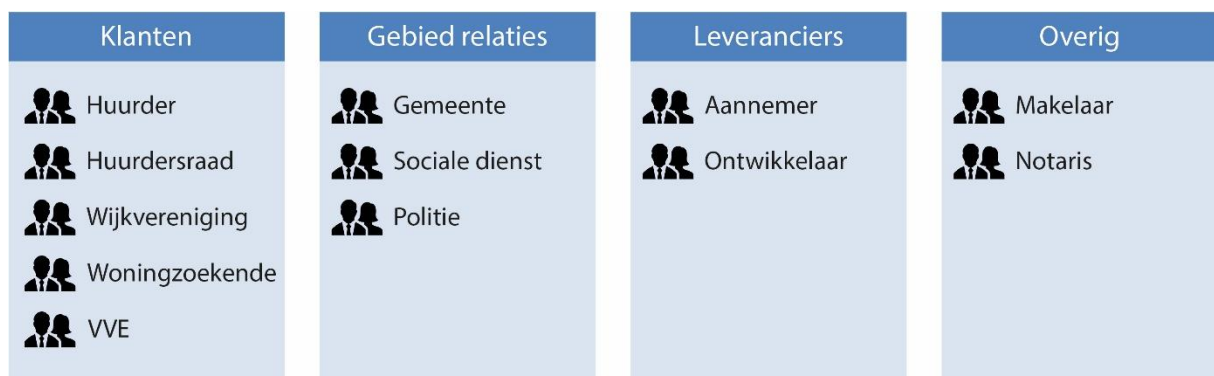 Klanten
Huurder
Huurdersraad
Wijkvereniging
Woningzoekende
VVE
Gebied relaties
Gemeente
Sociale dienst
Politie
Leveranciers
Aannemer
Ontwikkelaar
Overig
Makelaar
Notaris